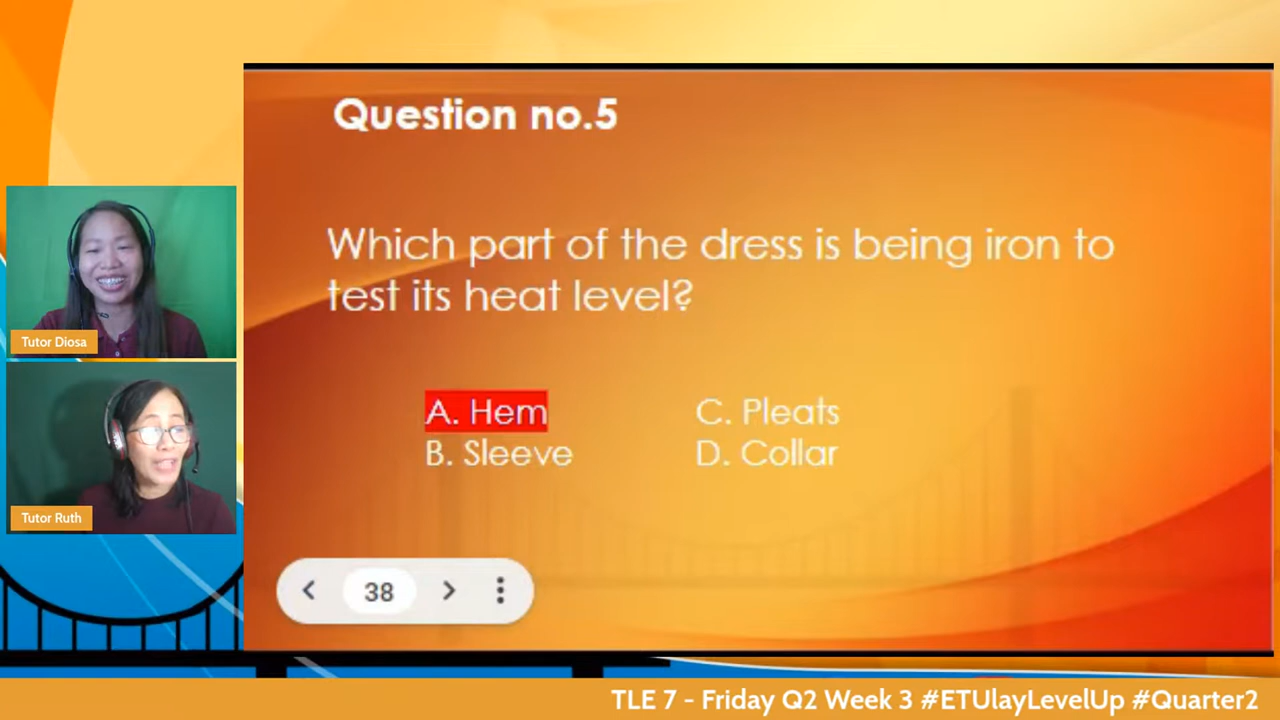 Question no.5
Which part of the dress is being iron to
test its heat level?
A. Hem
B. Sleeve
C. Pleats
D. Collar
38
Tutor Diosa
Tutor Ruth
TLE 7 - Friday Q2 Week 3 #ETUlayLevelUp #Quarter2